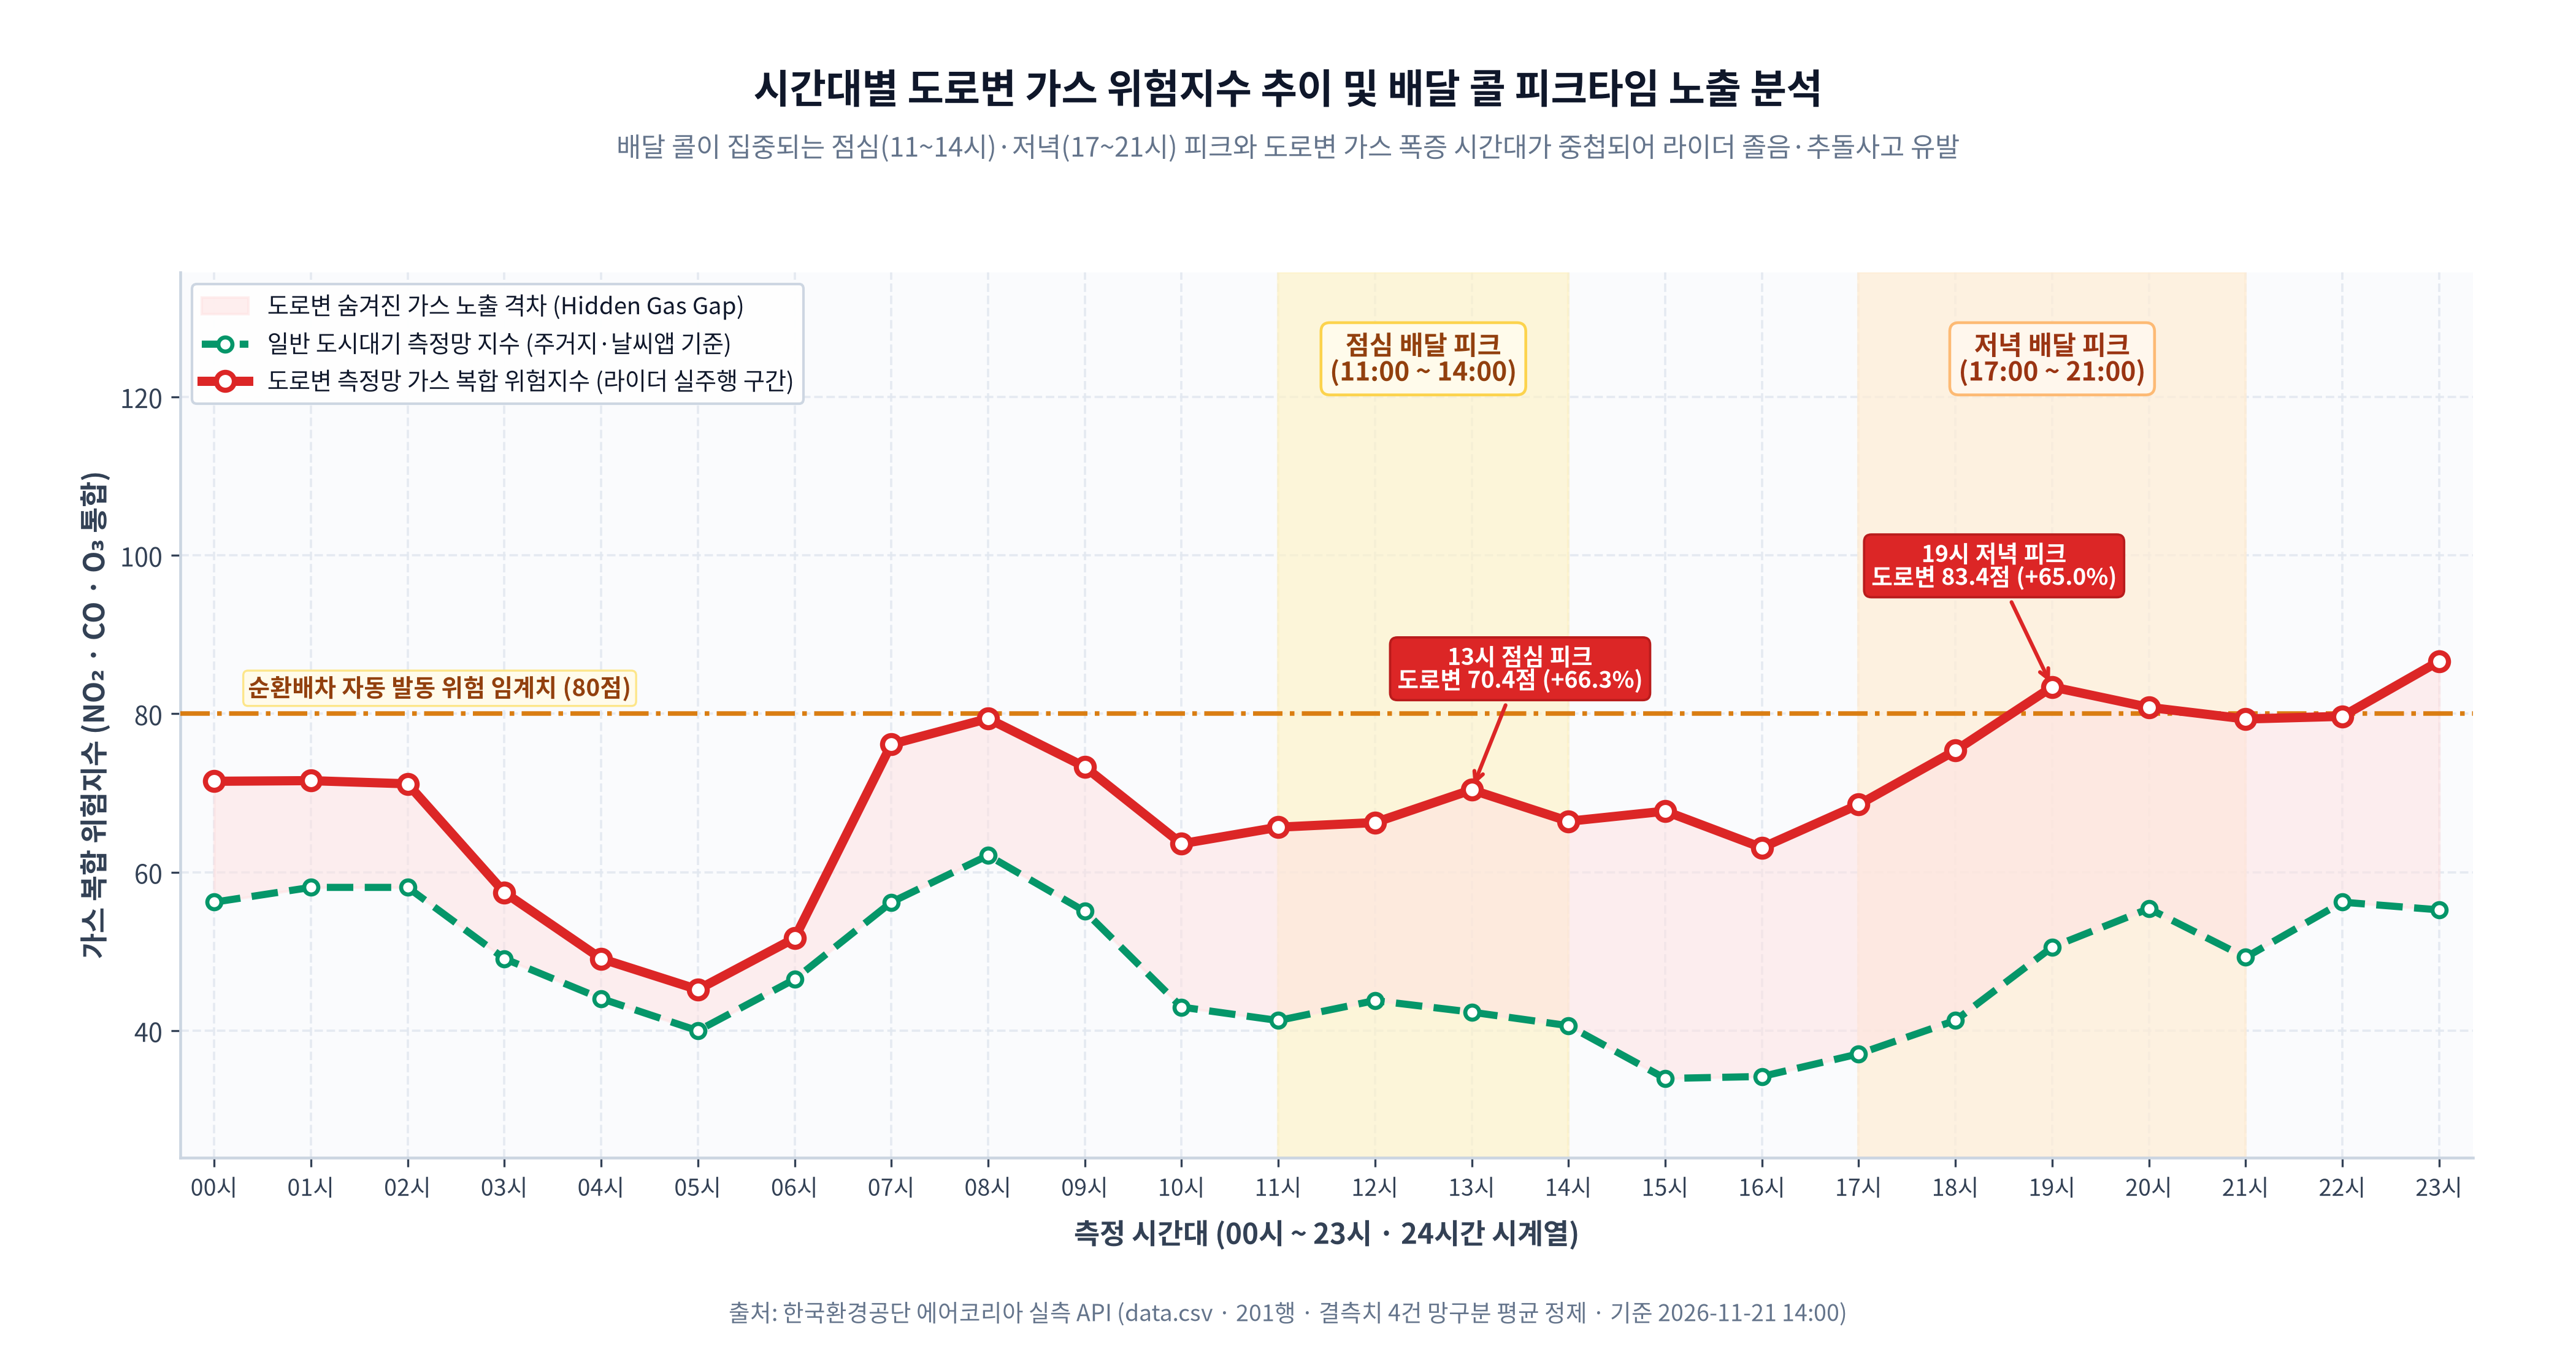 시간대별 도로변 가스 위험지수 추이 및 배달 콜 피크타임 노출 분석
배달 콜이 집중되는 점심(11~14시)·저녁(17~21시) 피크와 도로변 가스 폭증 시간대가 중첩되어 라이더 졸음·추돌사고 유발
도로변 숨겨진 가스 노출 격차 (Hidden Gas Gap)
일반 도시대기 측정망 지수 (주거지·날씨앱 기준)
도로변 측정망 가스 복합 위험지수 (라이더 실주행 구간)
점심 배달 피크
(11:00 ~ 14:00)
저녁 배달 피크
(17:00 ~ 21:00)
19시 저녁 피크
도로변 83.4점 (+65.0%)
13시 점심 피크
도로변 70.4점 (+66.3%)
순환배차 자동 발동 위험 임계치 (80점)
가스 복합 위험지수 (NO₂ · CO · O₃ 통합)
120
100
80
60
40
00시 01시 02시 03시 04시 05시 06시 07시 08시 09시 10시 11시 12시 13시 14시 15시 16시 17시 18시 19시 20시 21시 22시 23시
측정 시간대 (00시 ~ 23시 · 24시간 시계열)
출처: 한국환경공단 에어코리아 실측 API (data.csv · 201행 · 결측치 4건 망구분 평균 정제 · 기준 2026-11-21 14:00)